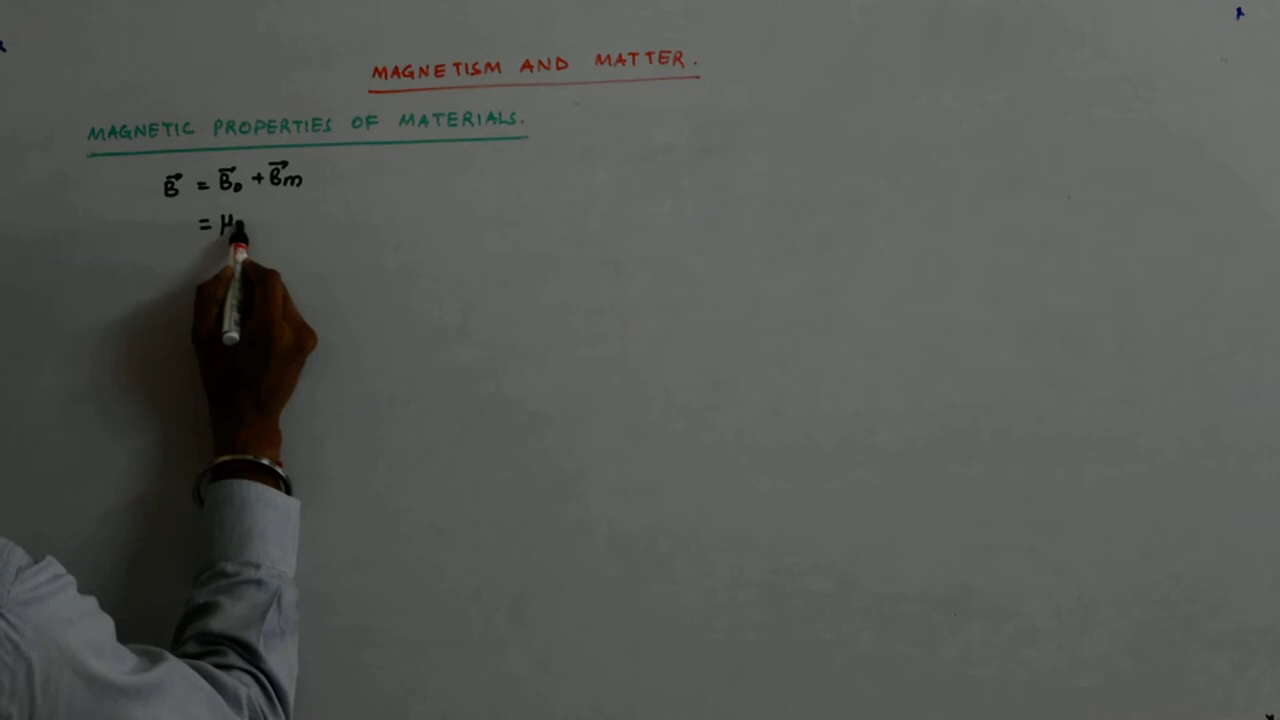 MAGNETISM AND MATTER.
MAGNETIC PROPERTIES OF MATERIALS.
B⃗ = B⃗₀ + B⃗m
= μ